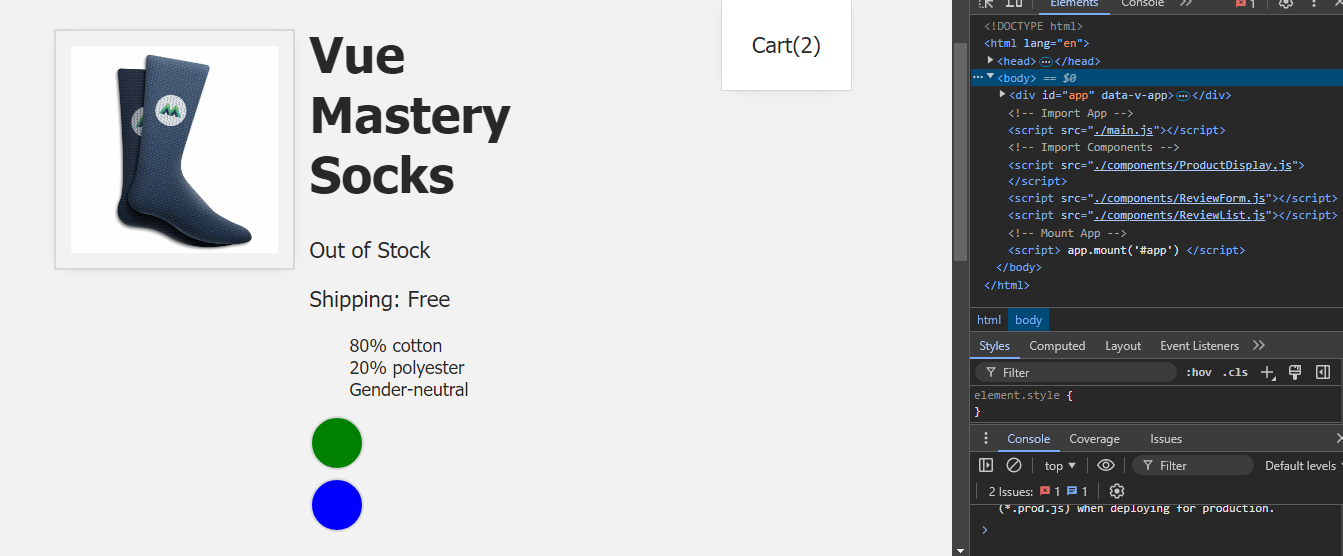 Vue
Mastery
Socks
Cart(2)
Out of Stock
Shipping: Free
80% cotton
20% polyester
Gender-neutral
Elements
Console
1
<!DOCTYPE html>
<html lang="en">
<head> … </head>
<body> == $0
<div id="app" data-v-app> … </div>
<!-- Import App -->
<script src="./main.js"></script>
<!-- Import Components -->
<script src="./components/ProductDisplay.js">
</script>
<script src="./components/ReviewForm.js"></script>
<script src="./components/ReviewList.js"></script>
<!-- Mount App -->
<script> app.mount('#app') </script>
</body>
</html>
html body
Styles Computed Layout Event Listeners
Filter :hov .cls
element.style {
}
Console Coverage Issues
top Filter Default levels
2 Issues: 1 1
(*.prod.js) when deploying for production.